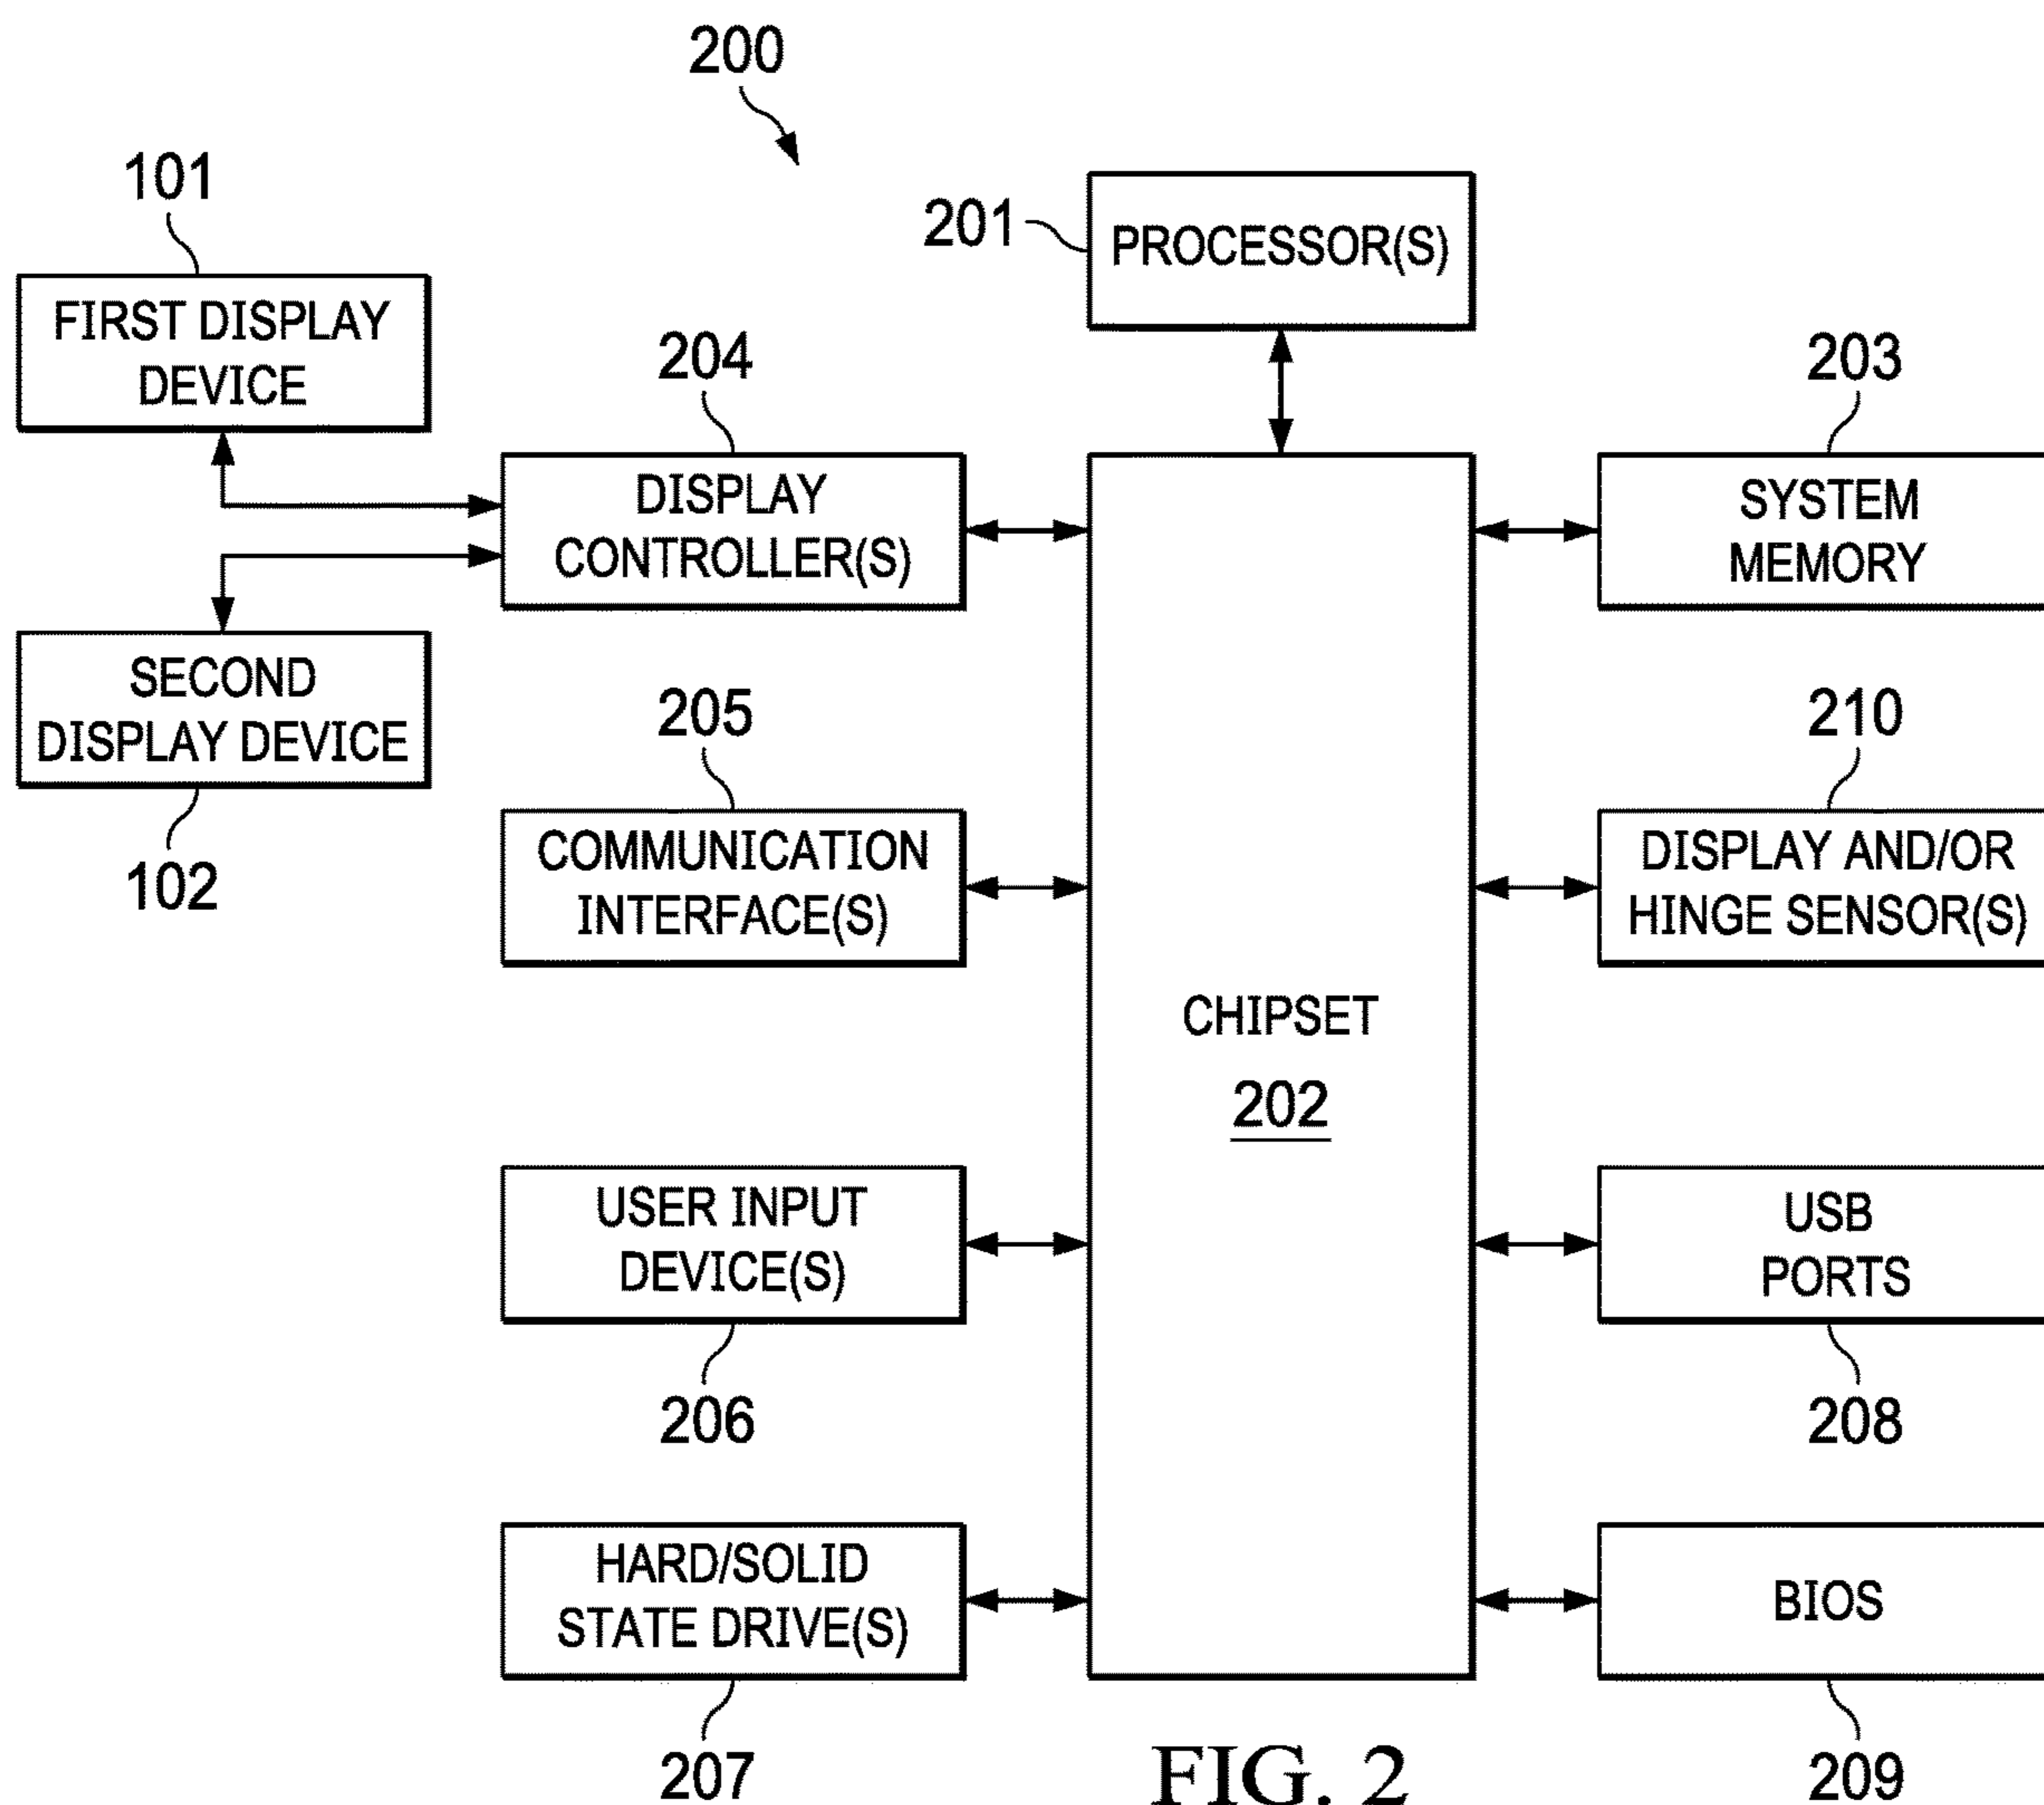 200
101
201
PROCESSOR(S)
FIRST DISPLAY
DEVICE
204
203
DISPLAY
CONTROLLER(S)
SYSTEM
MEMORY
SECOND
DISPLAY DEVICE
102
205
210
COMMUNICATION
INTERFACE(S)
DISPLAY AND/OR
HINGE SENSOR(S)
CHIPSET
202
USER INPUT
DEVICE(S)
206
USB
PORTS
208
HARD/SOLID
STATE DRIVE(S)
207
BIOS
209
FIG. 2